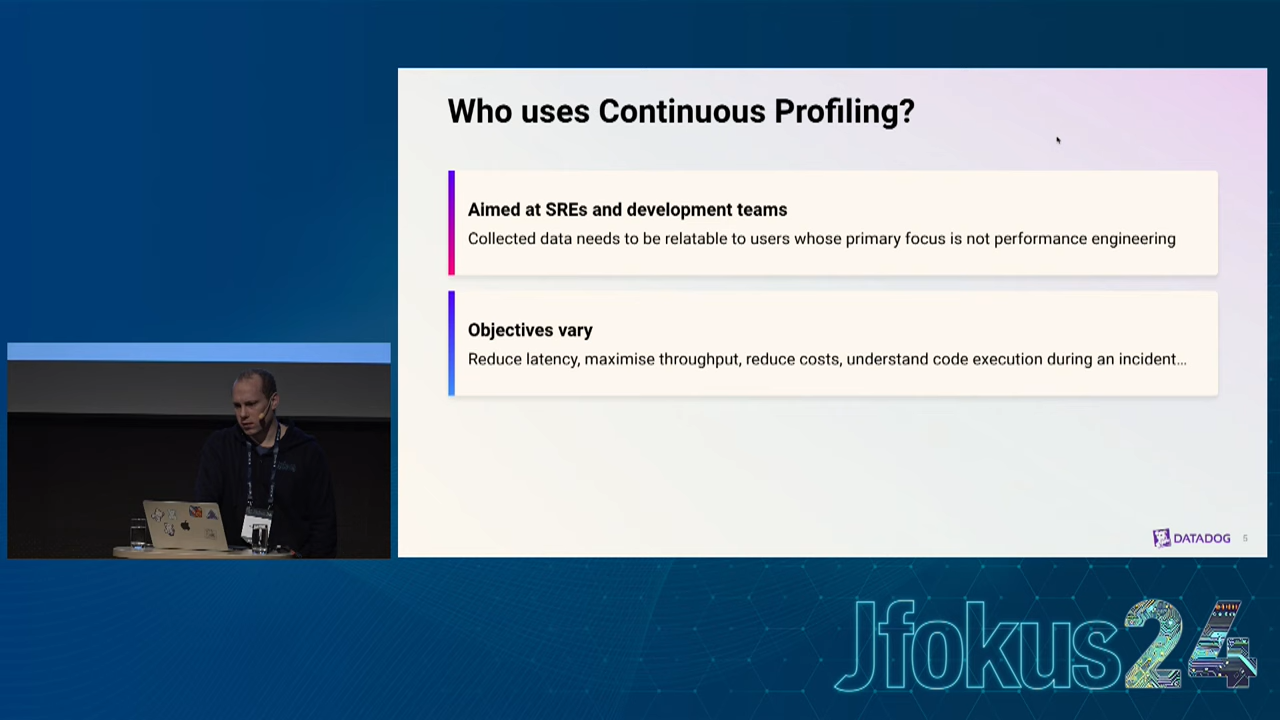 Who uses Continuous Profiling?
Aimed at SREs and development teams
Collected data needs to be relatable to users whose primary focus is not performance engineering
Objectives vary
Reduce latency, maximise throughput, reduce costs, understand code execution during an incident...
DATADOG 5
Jfokus24